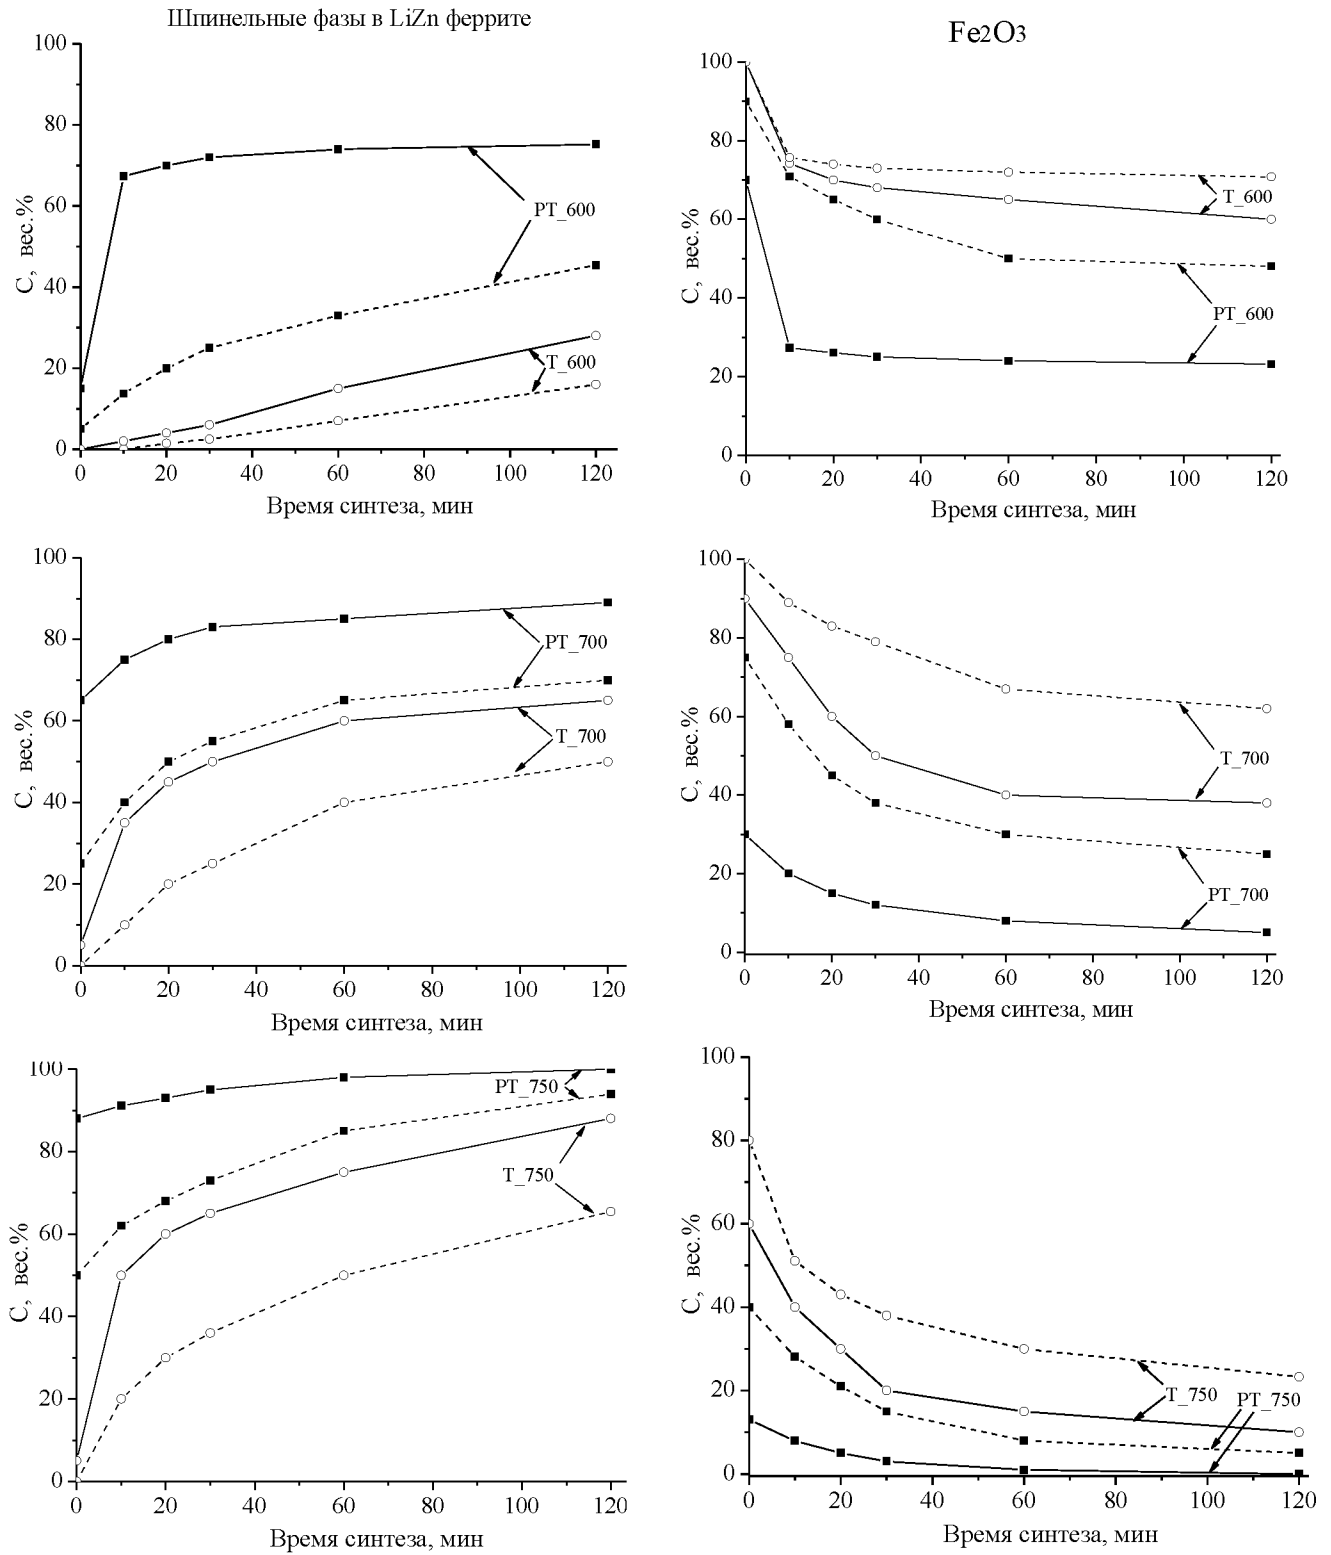 Шпинельные фазы в LiZn феррите
100
80
60
40
20
0
С, вес.%
PT_600
T_600
0 20 40 60 80 100 120
Время синтеза, мин
Fe2O3
100
80
60
40
20
0
С, вес.%
T_600
PT_600
0 20 40 60 80 100 120
Время синтеза, мин
100
80
60
40
20
0
С, вес.%
PT_700
T_700
0 20 40 60 80 100 120
Время синтеза, мин
100
80
60
40
20
0
С, вес.%
T_700
PT_700
0 20 40 60 80 100 120
Время синтеза, мин
100
80
60
40
20
0
С, вес.%
PT_750
T_750
0 20 40 60 80 100 120
Время синтеза, мин
100
80
60
40
20
0
С, вес.%
T_750
PT_750
0 20 40 60 80 100 120
Время синтеза, мин